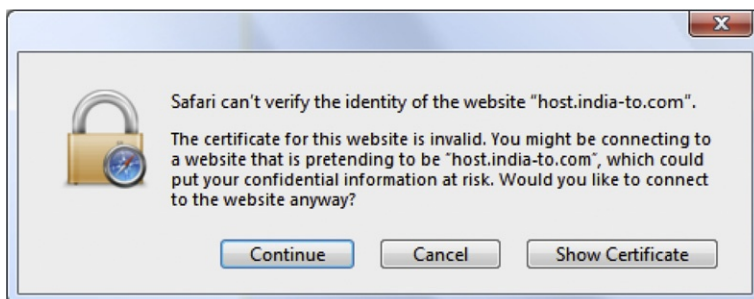 Safari can't verify the identity of the website "host.india-to.com".
The certificate for this website is invalid. You might be connecting to
a website that is pretending to be "host.india-to.com", which could
put your confidential information at risk. Would you like to connect
to the website anyway?
Continue Cancel Show Certificate